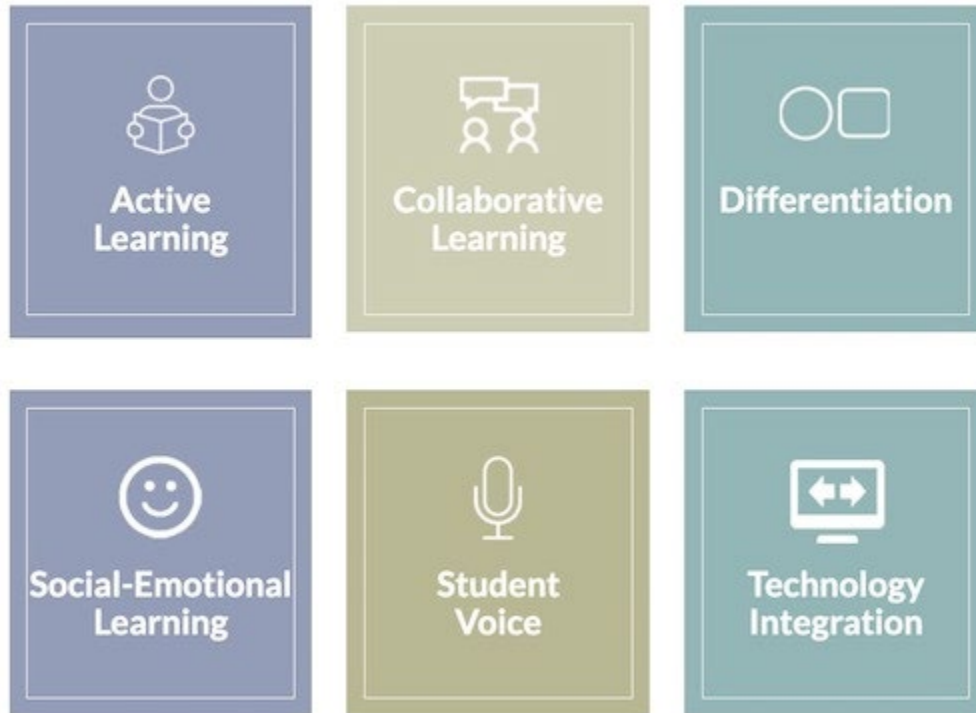 Active
Learning
Collaborative
Learning
Differentiation
Social-Emotional
Learning
Student
Voice
Technology
Integration